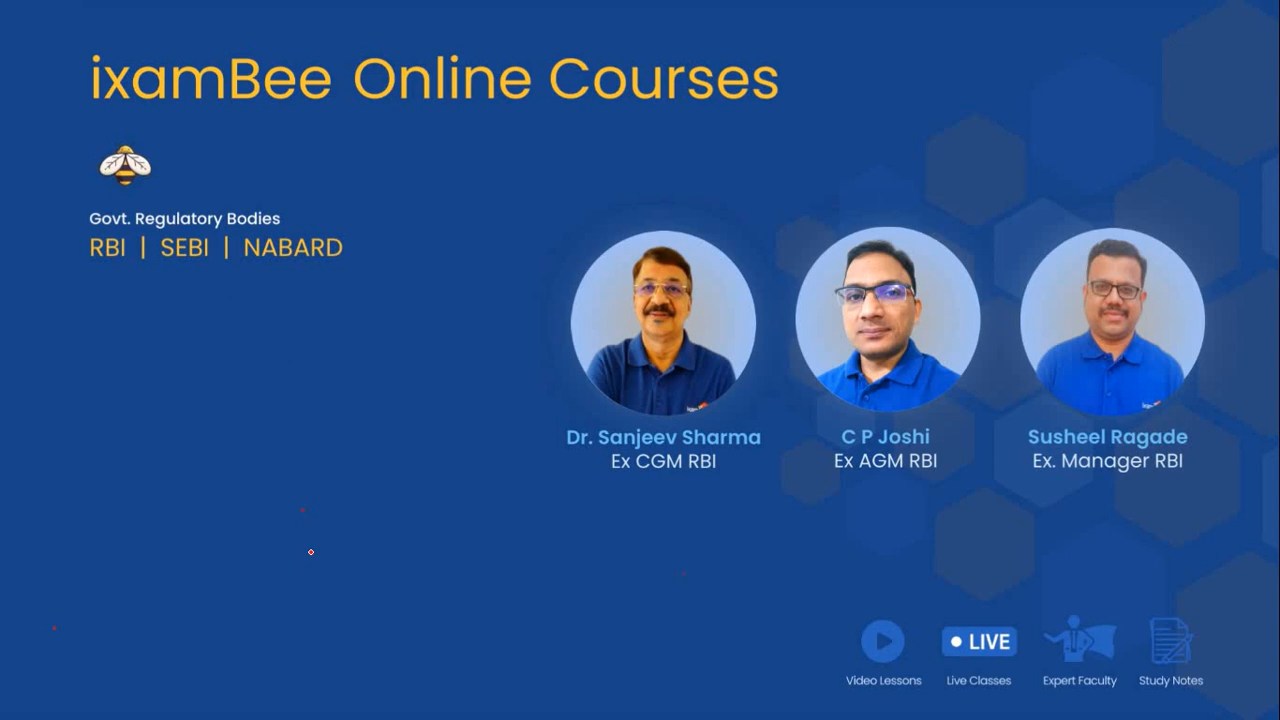 ixamBee Online Courses
Govt. Regulatory Bodies
RBI | SEBI | NABARD
Dr. Sanjeev Sharma
Ex CGM RBI
C P Joshi
Ex AGM RBI
Susheel Ragade
Ex. Manager RBI
LIVE
Video Lessons
Live Classes
Expert Faculty
Study Notes